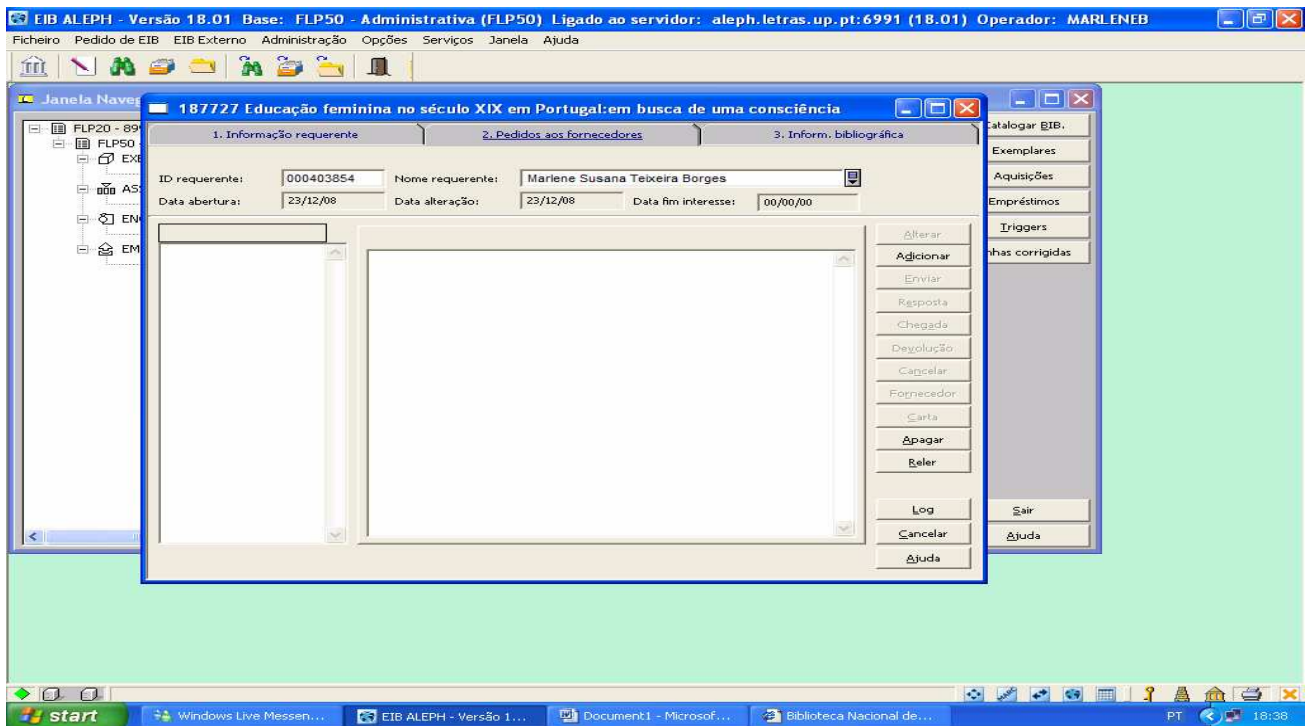 EIB ALEPH - Versão 18.01 Base: FLP50 - Administrativa (FLP50) Ligado ao servidor: aleph.letras.up.pt:6991 (18.01) Operador: MARLENEB
Ficheiro Pedido de EIB EIB Externo Administração Opções Serviços Janela Ajuda
Janela Naveg
187727 Educação feminina no século XIX em Portugal:em busca de uma consciência
FLP20 - 89
1. Informação requerente 2. Pedidos aos fornecedores 3. Inform. bibliográfica
Catalogar BIB.
FLP50
EXE
Exemplares
ID requerente: 000403854 Nome requerente: Marlene Susana Teixeira Borges
Aquisições
AS
Data abertura: 23/12/08 Data alteração: 23/12/08 Data fim interesse: 00/00/00
Empréstimos
EN
Triggers
Alterar
EM
nhas corrigidas
Adicionar
Enviar
Resposta
Chegada
Devolução
Cancelar
Fornecedor
Carta
Apagar
Reler
Log
Sair
Cancelar
Ajuda
Ajuda
start Windows Live Messen... EIB ALEPH - Versão 1... Document1 - Microsof... Biblioteca Nacional de... PT 18:38